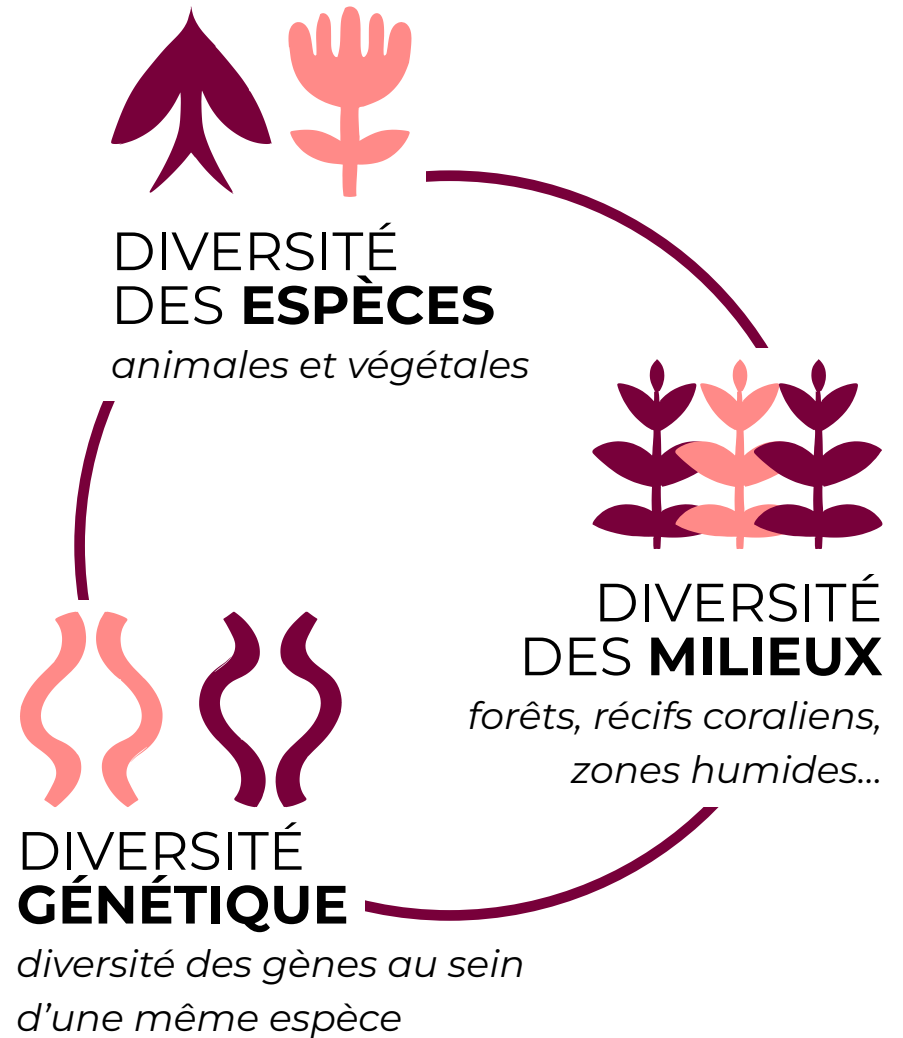 DIVERSITÉ
DES ESPÈCES
animales et végétales
DIVERSITÉ
DES MILIEUX
forêts, récifs coraliens,
zones humides...
DIVERSITÉ
GÉNÉTIQUE
diversité des gènes au sein
d’une même espèce